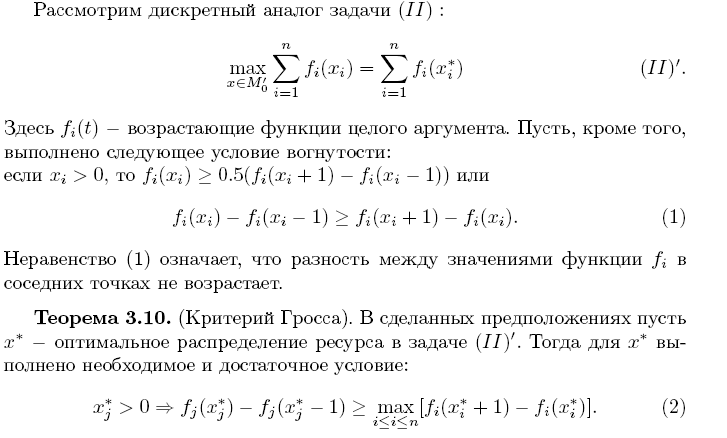 Рассмотрим дискретный аналог задачи (II) :
max_{x∈M′_0} ∑_{i=1}^{n} f_i(x_i) = ∑_{i=1}^{n} f_i(x_i^*) (II)′.
Здесь f_i(t) – возрастающие функции целого аргумента. Пусть, кроме того,
выполнено следующее условие вогнутости:
если x_i > 0, то f_i(x_i) ≥ 0.5(f_i(x_i + 1) − f_i(x_i − 1)) или
f_i(x_i) − f_i(x_i − 1) ≥ f_i(x_i + 1) − f_i(x_i). (1)
Неравенство (1) означает, что разность между значениями функции f_i в
соседних точках не возрастает.
Теорема 3.10. (Критерий Гросса). В сделанных предположениях пусть
x^* – оптимальное распределение ресурса в задаче (II)′. Тогда для x^* вы-
полнено необходимое и достаточное условие:
x_j^* > 0 ⇒ f_j(x_j^*) − f_j(x_j^* − 1) ≥ max_{i≤i≤n}[f_i(x_i^* + 1) − f_i(x_i^*)]. (2)